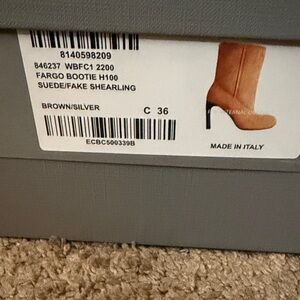 8140598209
846237 WBFC1 2200
FARGO BOOTIE H100
SUEDE/FAKE SHEARLING
BROWN/SILVER
C 36
ECBC500339B
MADE IN ITALY